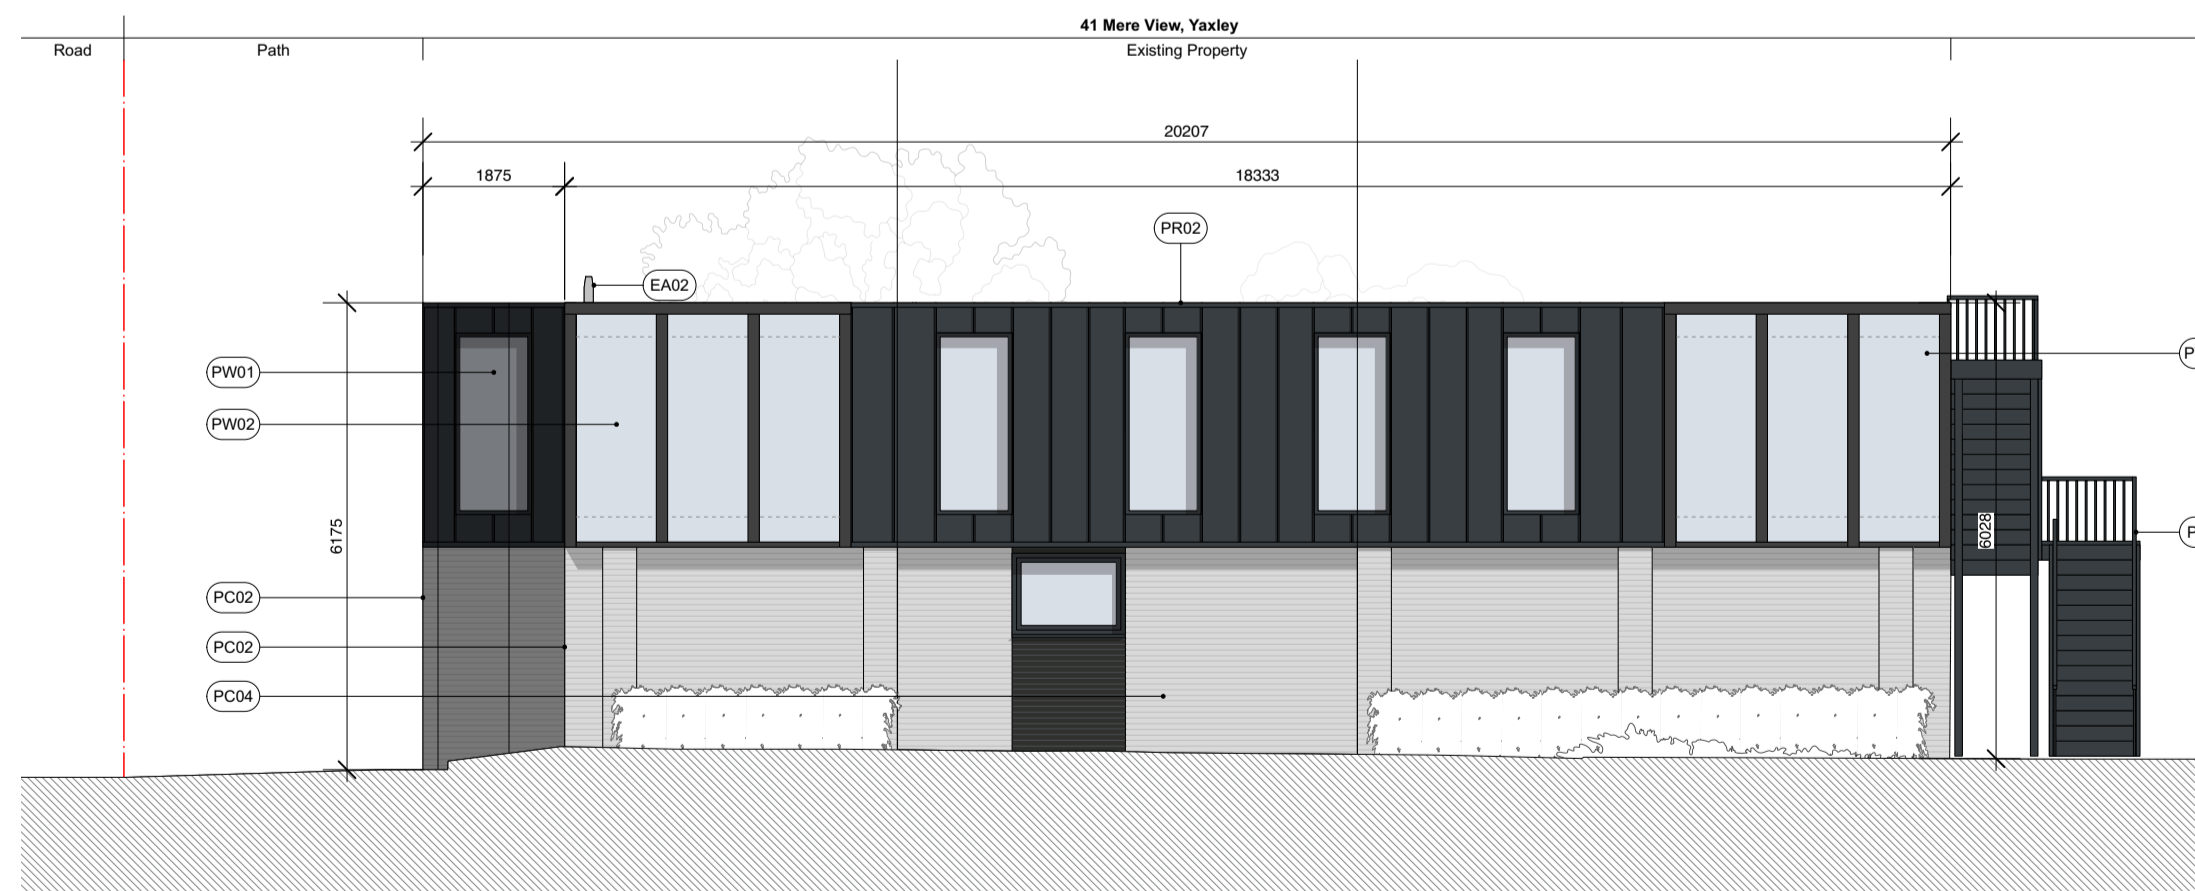 41 Mere View, Yaxley
Road
Path
Existing Property
20207
1875
18333
PR02
EA02
PW01
P
PW02
6175
6028
P
PC02
PC02
PC04